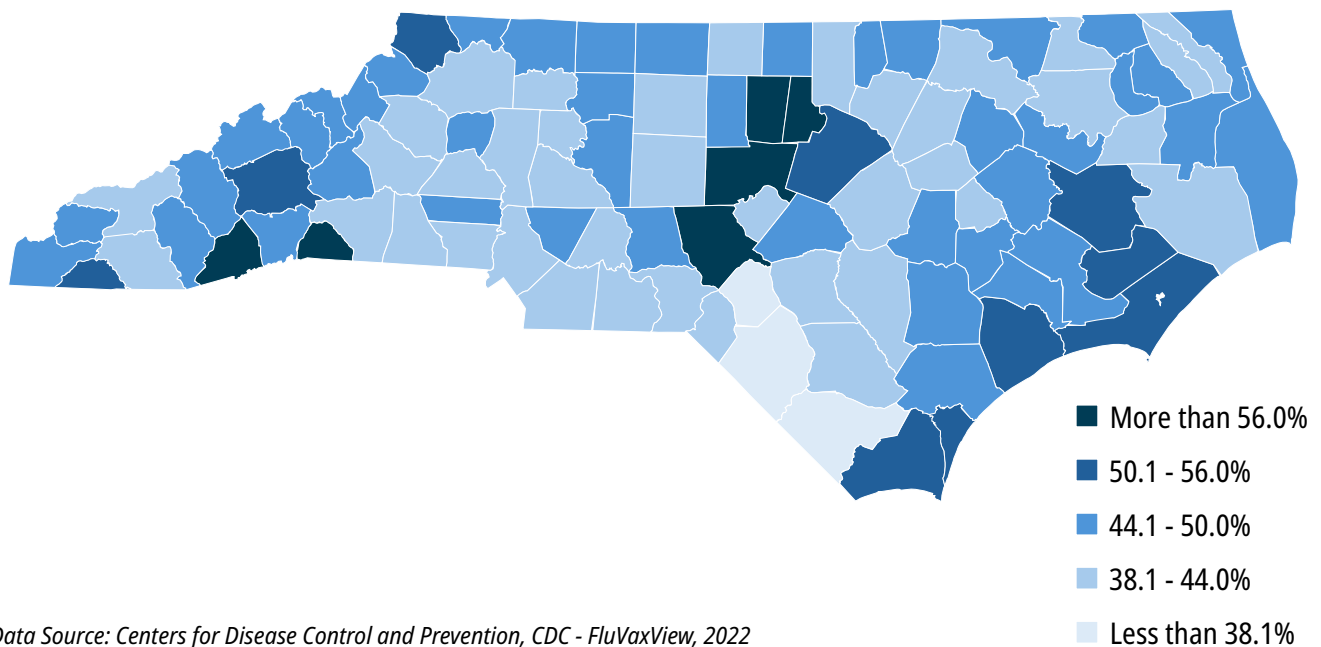 More than 56.0%
50.1 - 56.0%
44.1 - 50.0%
38.1 - 44.0%
Less than 38.1%
Data Source: Centers for Disease Control and Prevention, CDC - FluVaxView, 2022